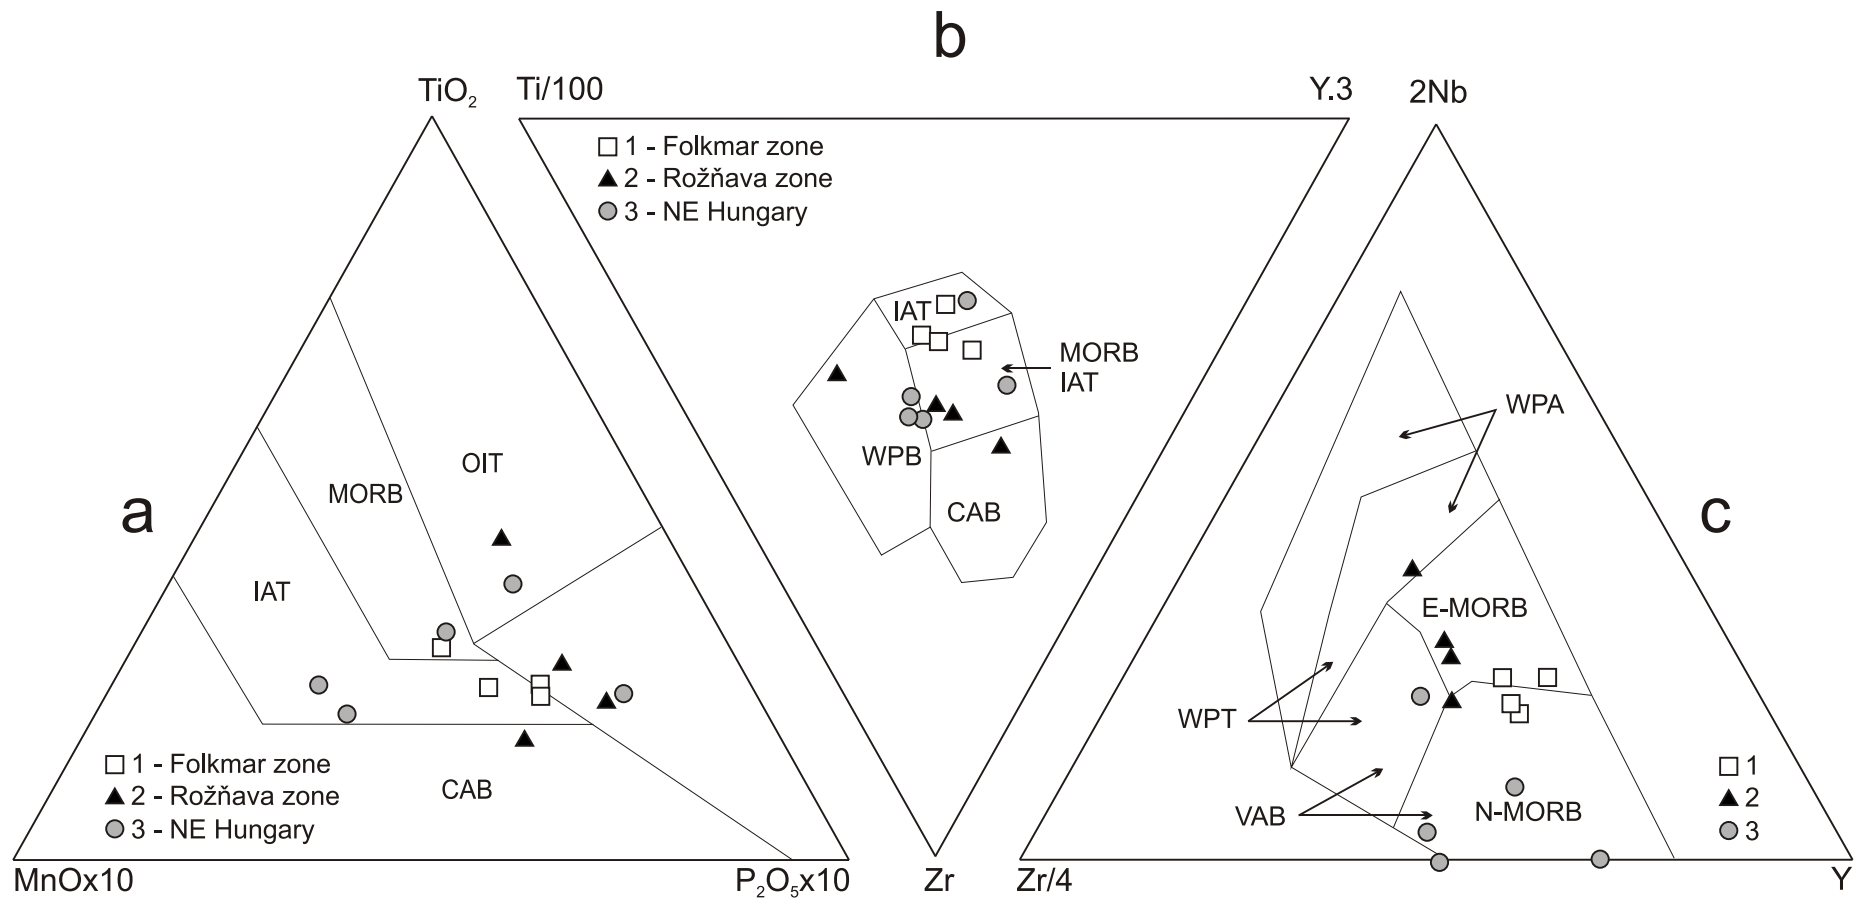 b
TiO₂
Ti/100
Y.3
2Nb
1 - Folkmar zone
2 - Rožňava zone
3 - NE Hungary
IAT
MORB
IAT
WPB
CAB
Zr
a
OIT
MORB
IAT
CAB
1 - Folkmar zone
2 - Rožňava zone
3 - NE Hungary
MnOx10
P₂O₅x10
c
WPA
E-MORB
WPT
VAB
N-MORB
1
2
3
Zr/4
Y